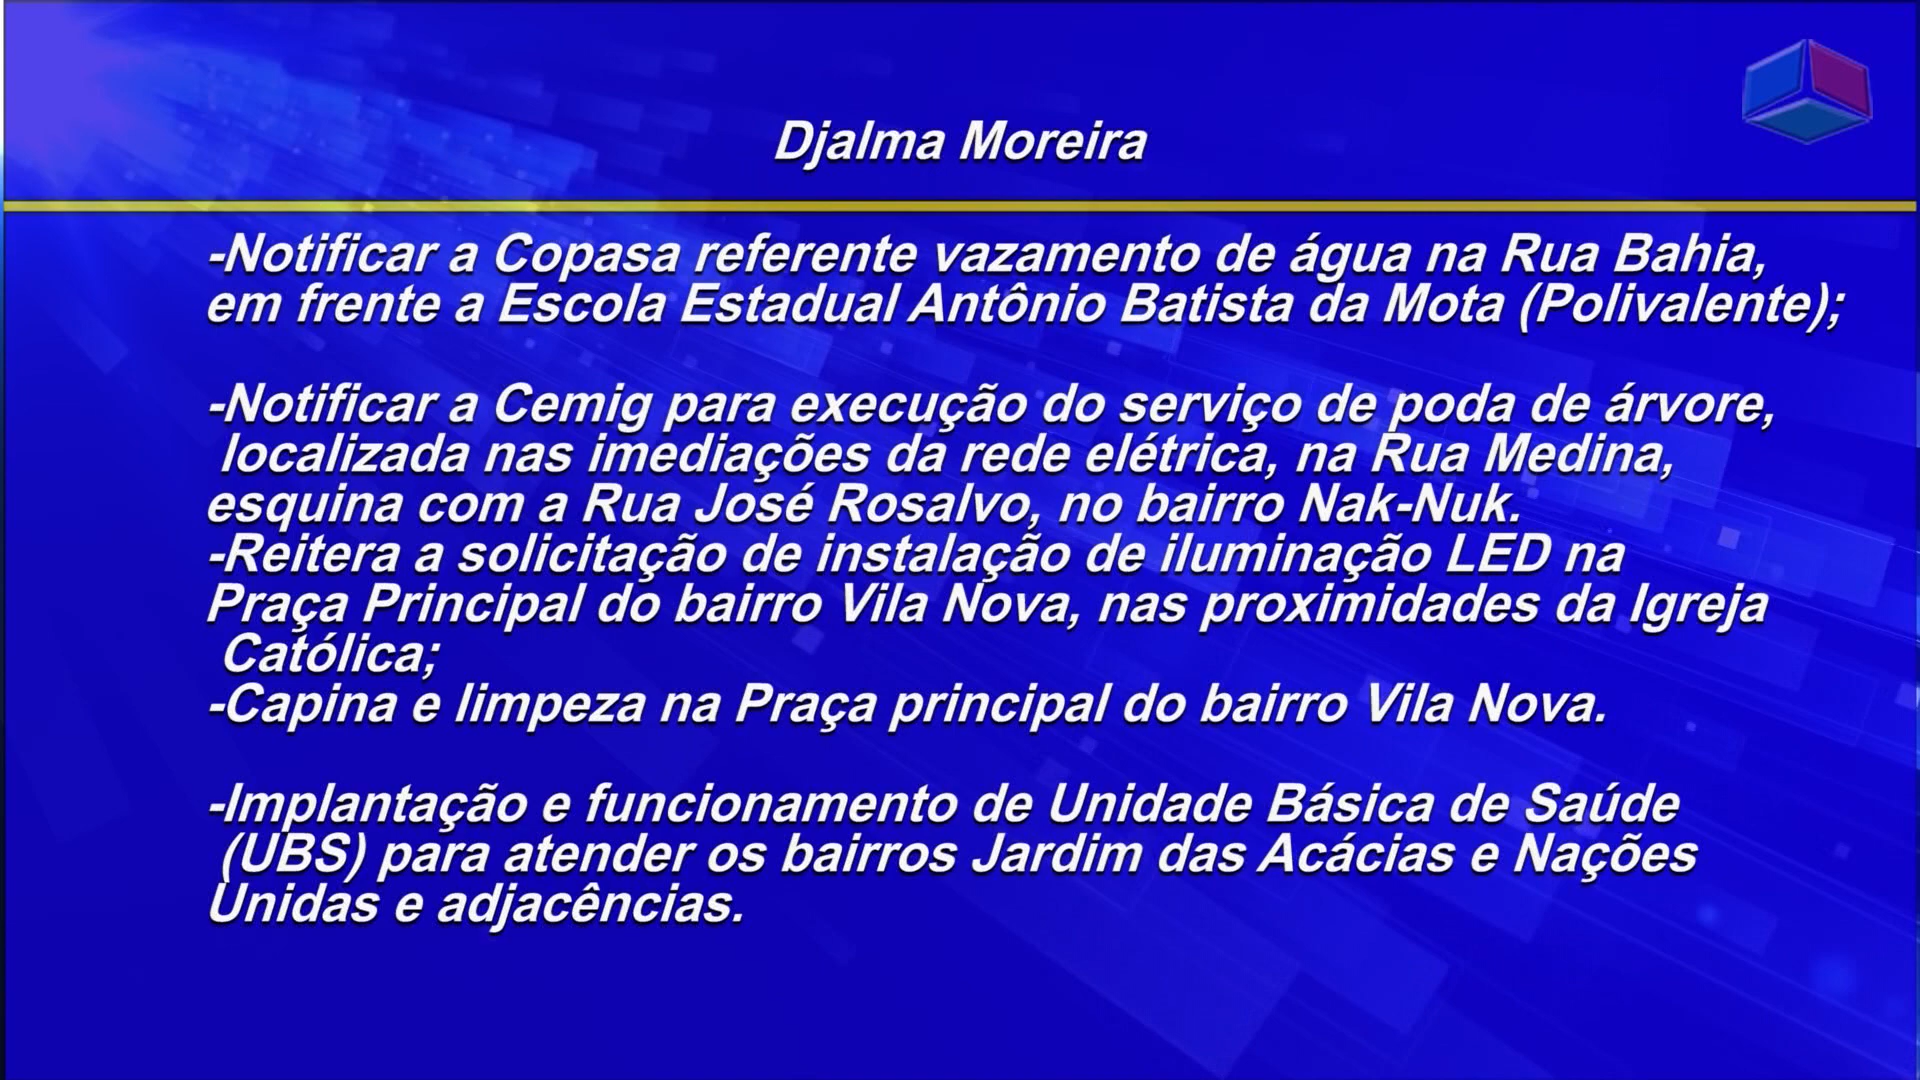 Djalma Moreira
-Notificar a Copasa referente vazamento de água na Rua Bahia,
em frente a Escola Estadual Antônio Batista da Mota (Polivalente);
-Notificar a Cemig para execução do serviço de poda de árvore,
localizada nas imediações da rede elétrica, na Rua Medina,
esquina com a Rua José Rosalvo, no bairro Nak-Nuk.
-Reitera a solicitação de instalação de iluminação LED na
Praça Principal do bairro Vila Nova, nas proximidades da Igreja
Católica;
-Capina e limpeza na Praça principal do bairro Vila Nova.
-Implantação e funcionamento de Unidade Básica de Saúde
(UBS) para atender os bairros Jardim das Acácias e Nações
Unidas e adjacências.